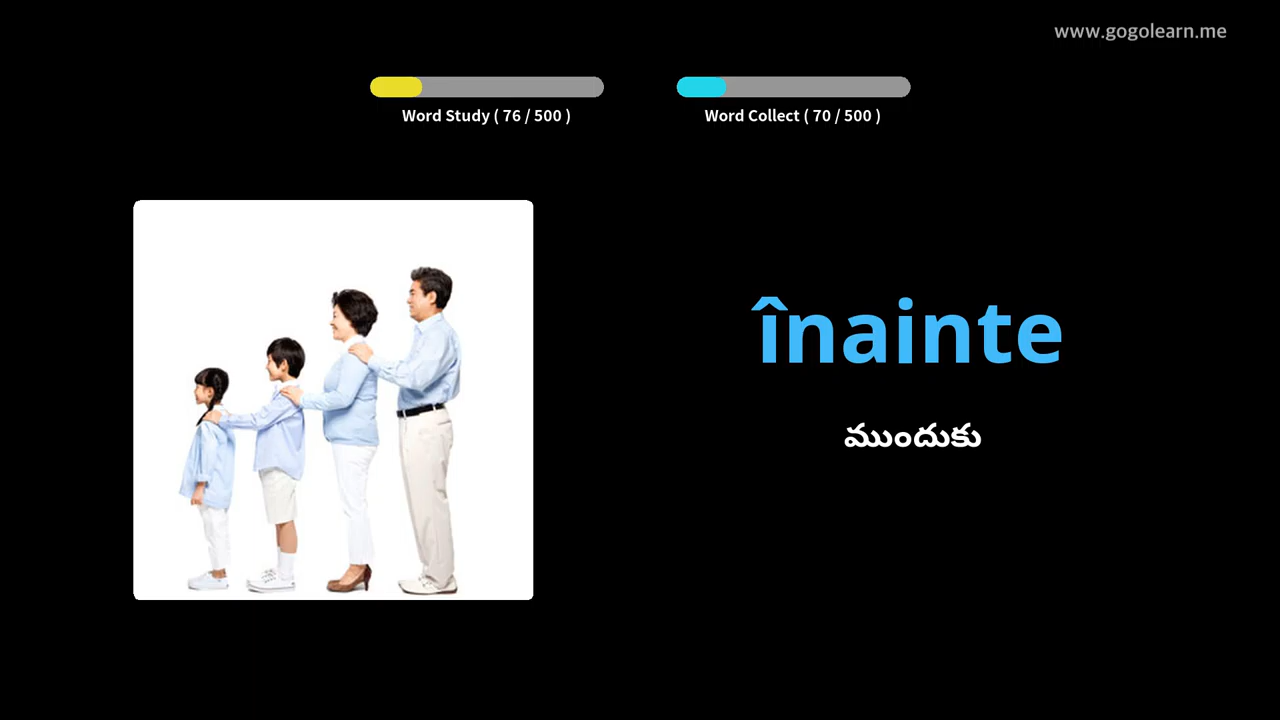 www.gogolearn.me
Word Study ( 76 / 500 )
Word Collect ( 70 / 500 )
înainte
ముందుకు